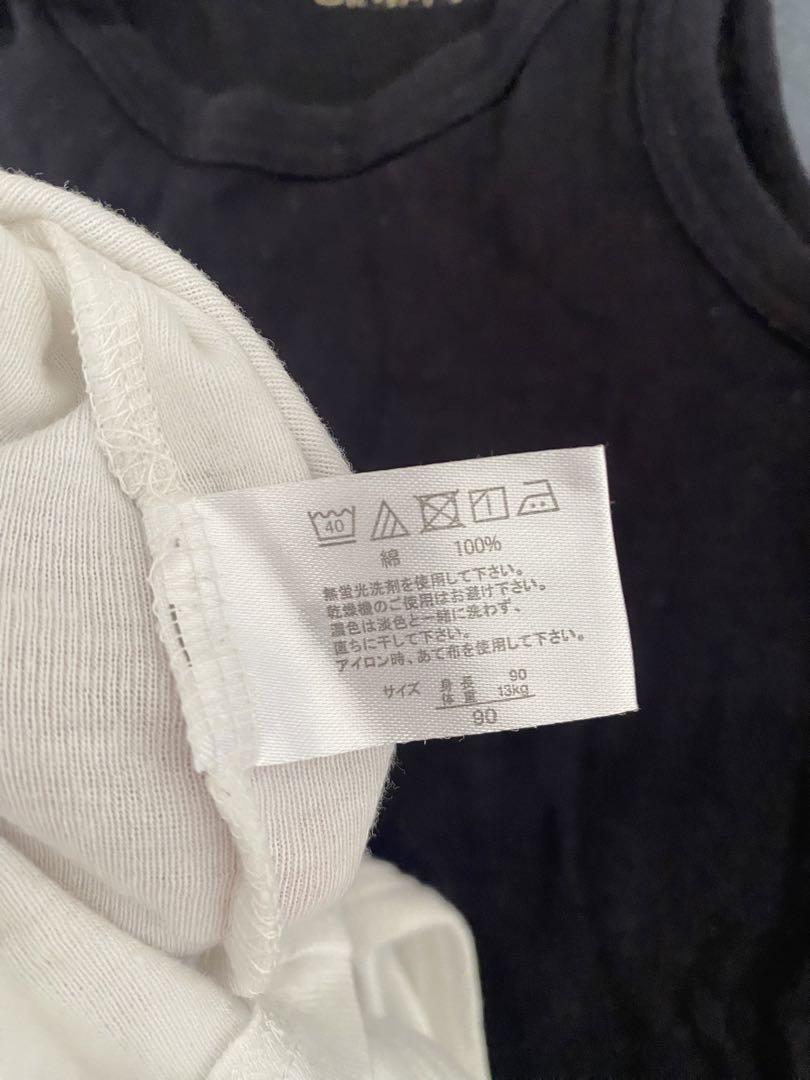 40
綿 100%
無蛍光洗剤を使用して下さい。
乾燥機のご使用はお避け下さい。
濃色は淡色と一緒に洗わず、
直ちに干して下さい。
アイロン時、あて布を使用して下さい。
サイズ 身長 90
体重 13kg
90